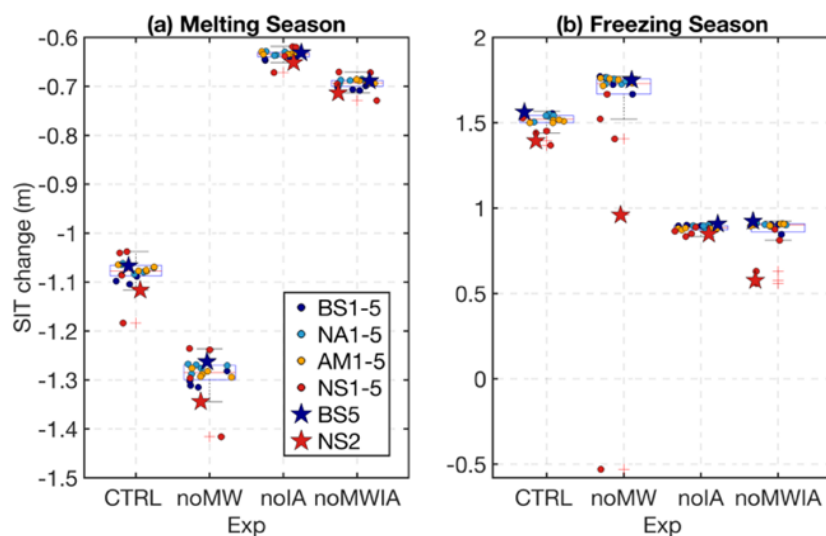 (a) Melting Season
(b) Freezing Season
SIT change (m)
-0.6
-0.7
-0.8
-0.9
-1
-1.1
-1.2
-1.3
-1.4
-1.5
BS1-5
NA1-5
AM1-5
NS1-5
BS5
NS2
CTRL noMW noIA noMWIA
Exp
2
1.5
1
0.5
0
-0.5
CTRL noMW noIA noMWIA
Exp